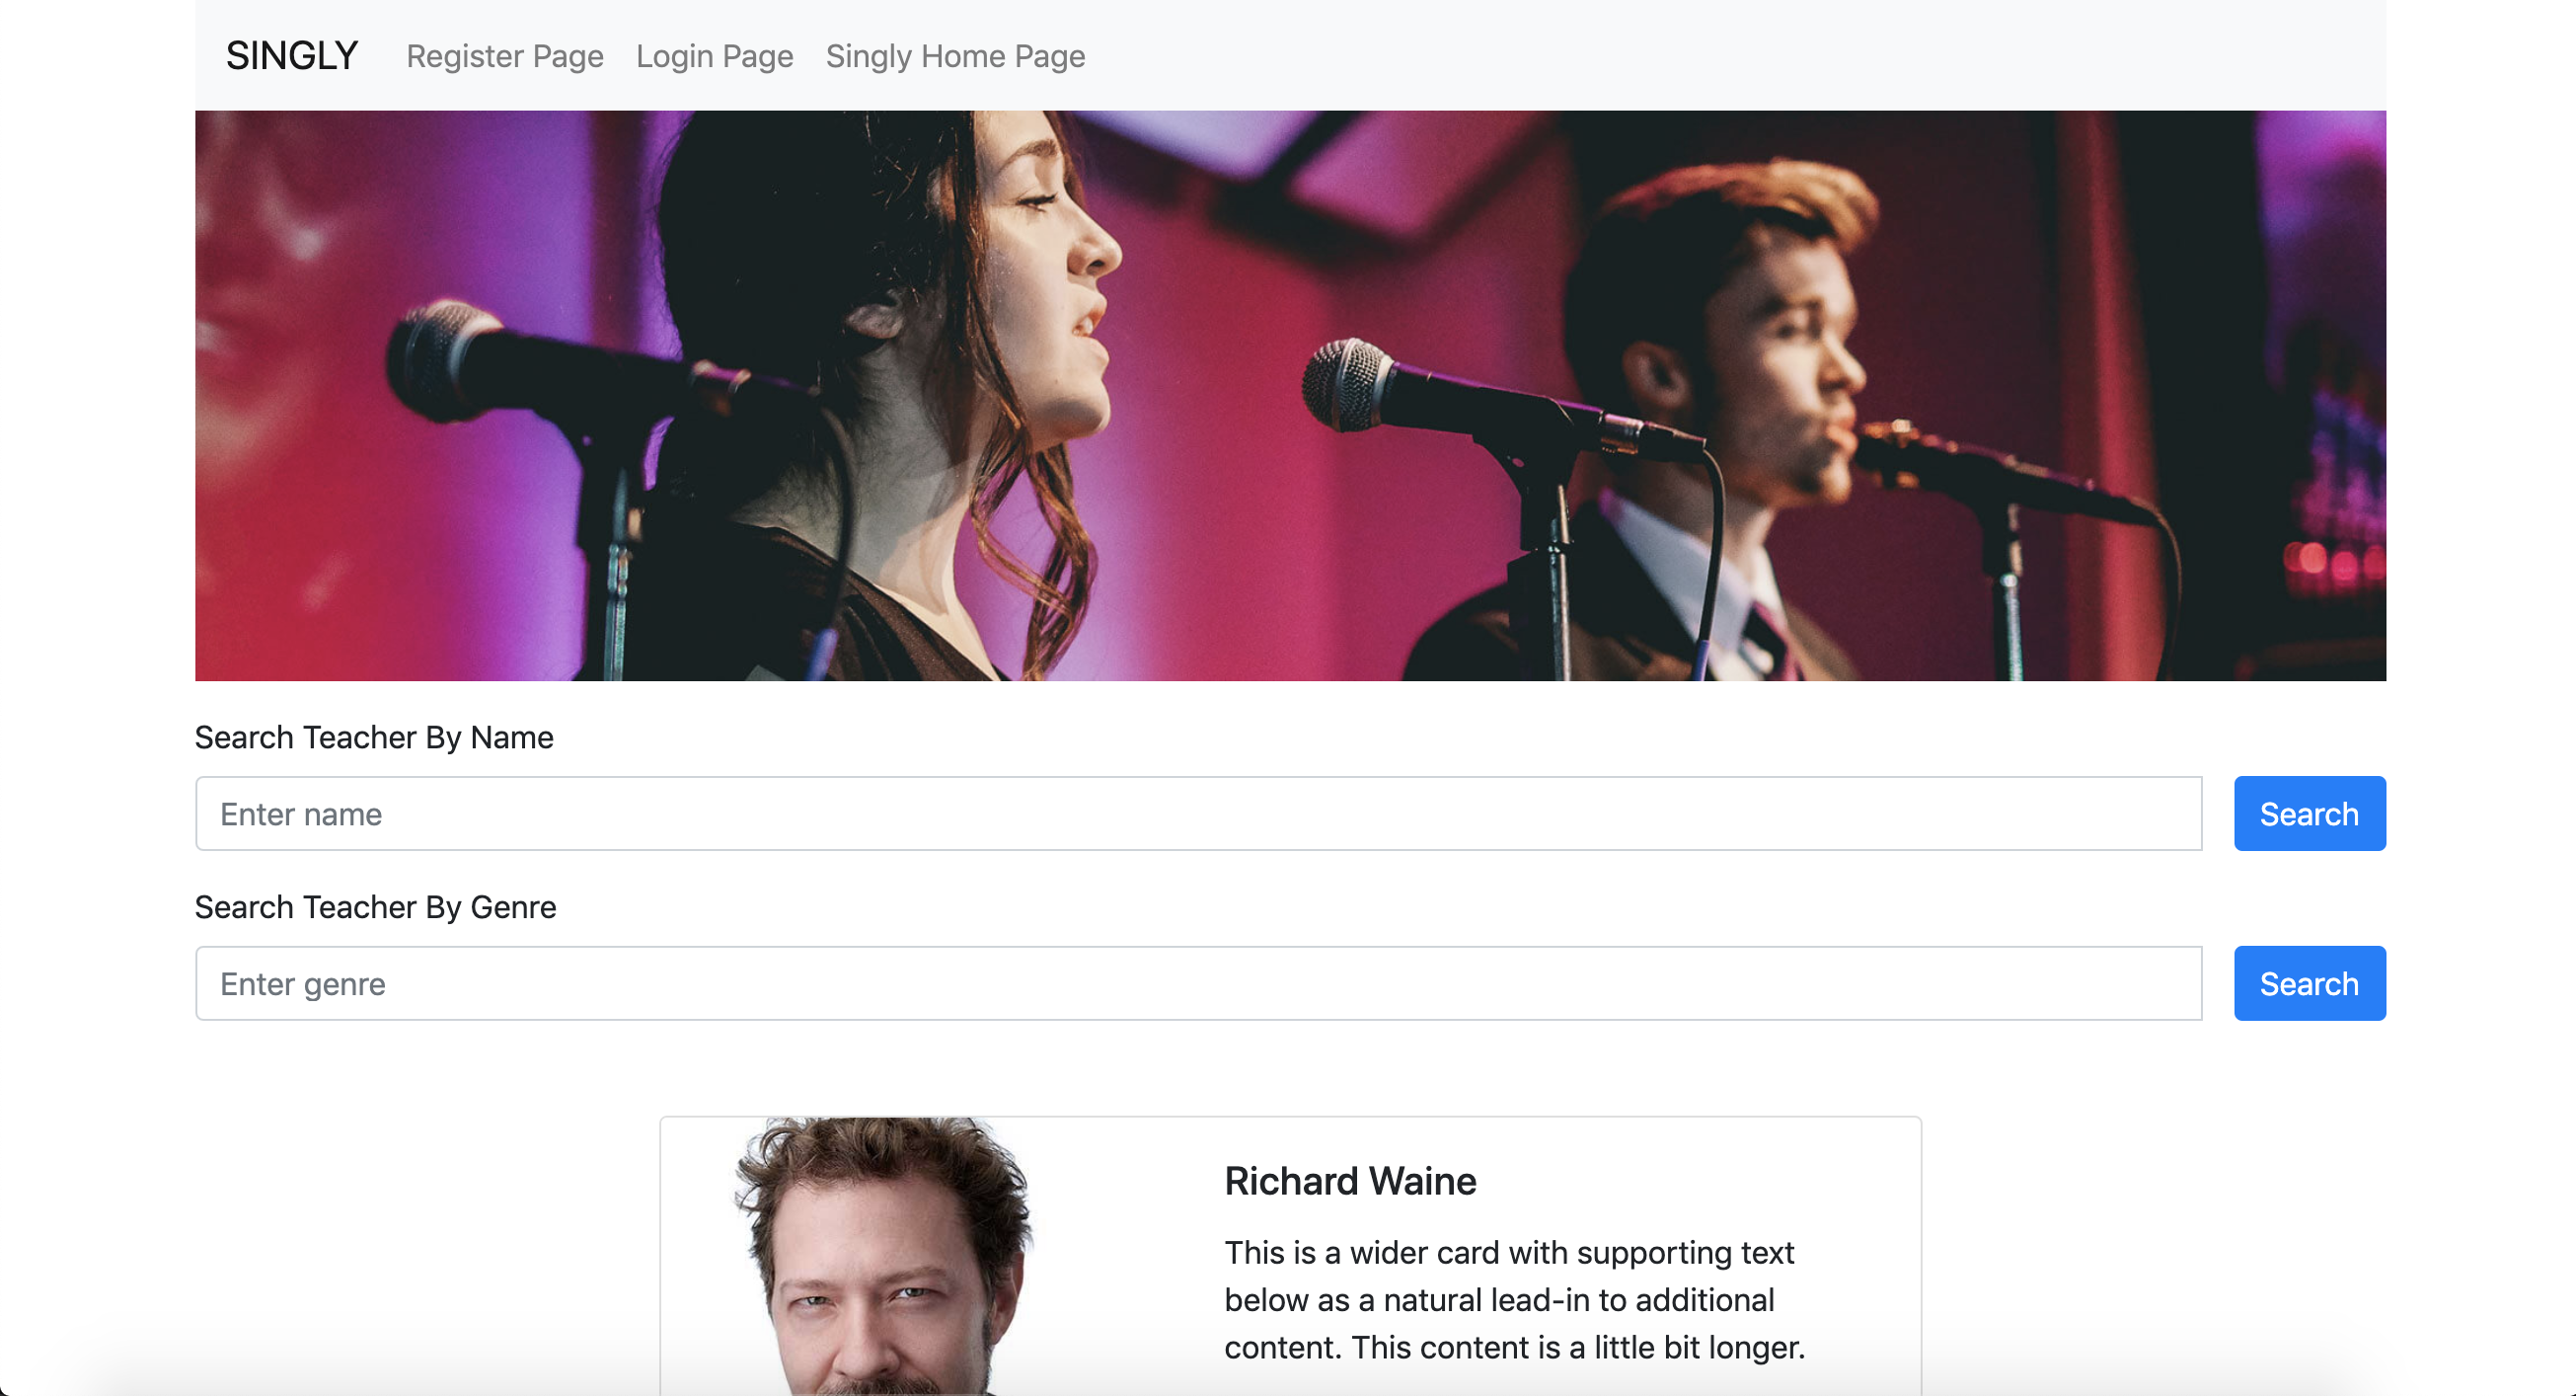 SINGLY Register Page Login Page Singly Home Page
Search Teacher By Name
Enter name Search
Search Teacher By Genre
Enter genre Search
Richard Waine
This is a wider card with supporting text
below as a natural lead-in to additional
content. This content is a little bit longer.